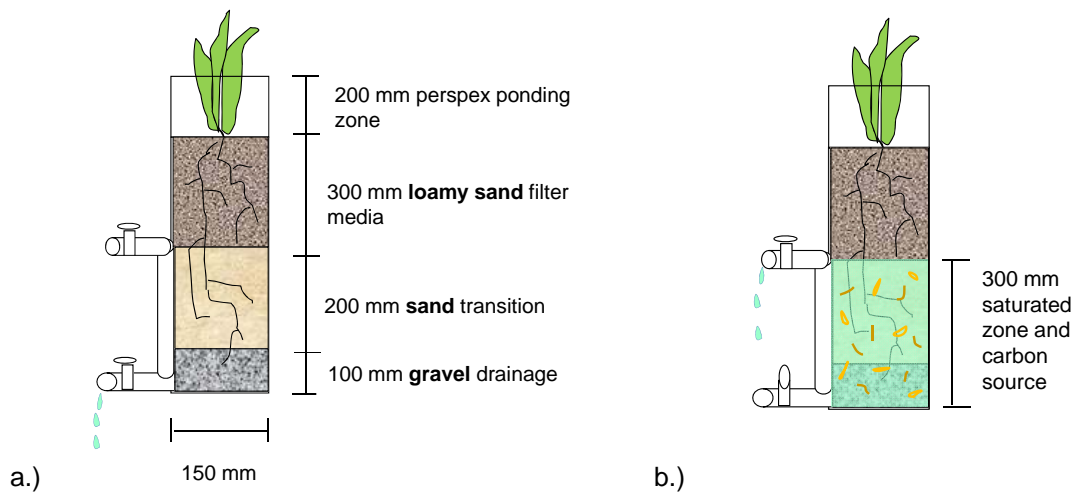 200 mm perspex ponding
zone
300 mm loamy sand filter
media
200 mm sand transition
100 mm gravel drainage
150 mm
a.)
300 mm
saturated
zone and
carbon
source
b.)